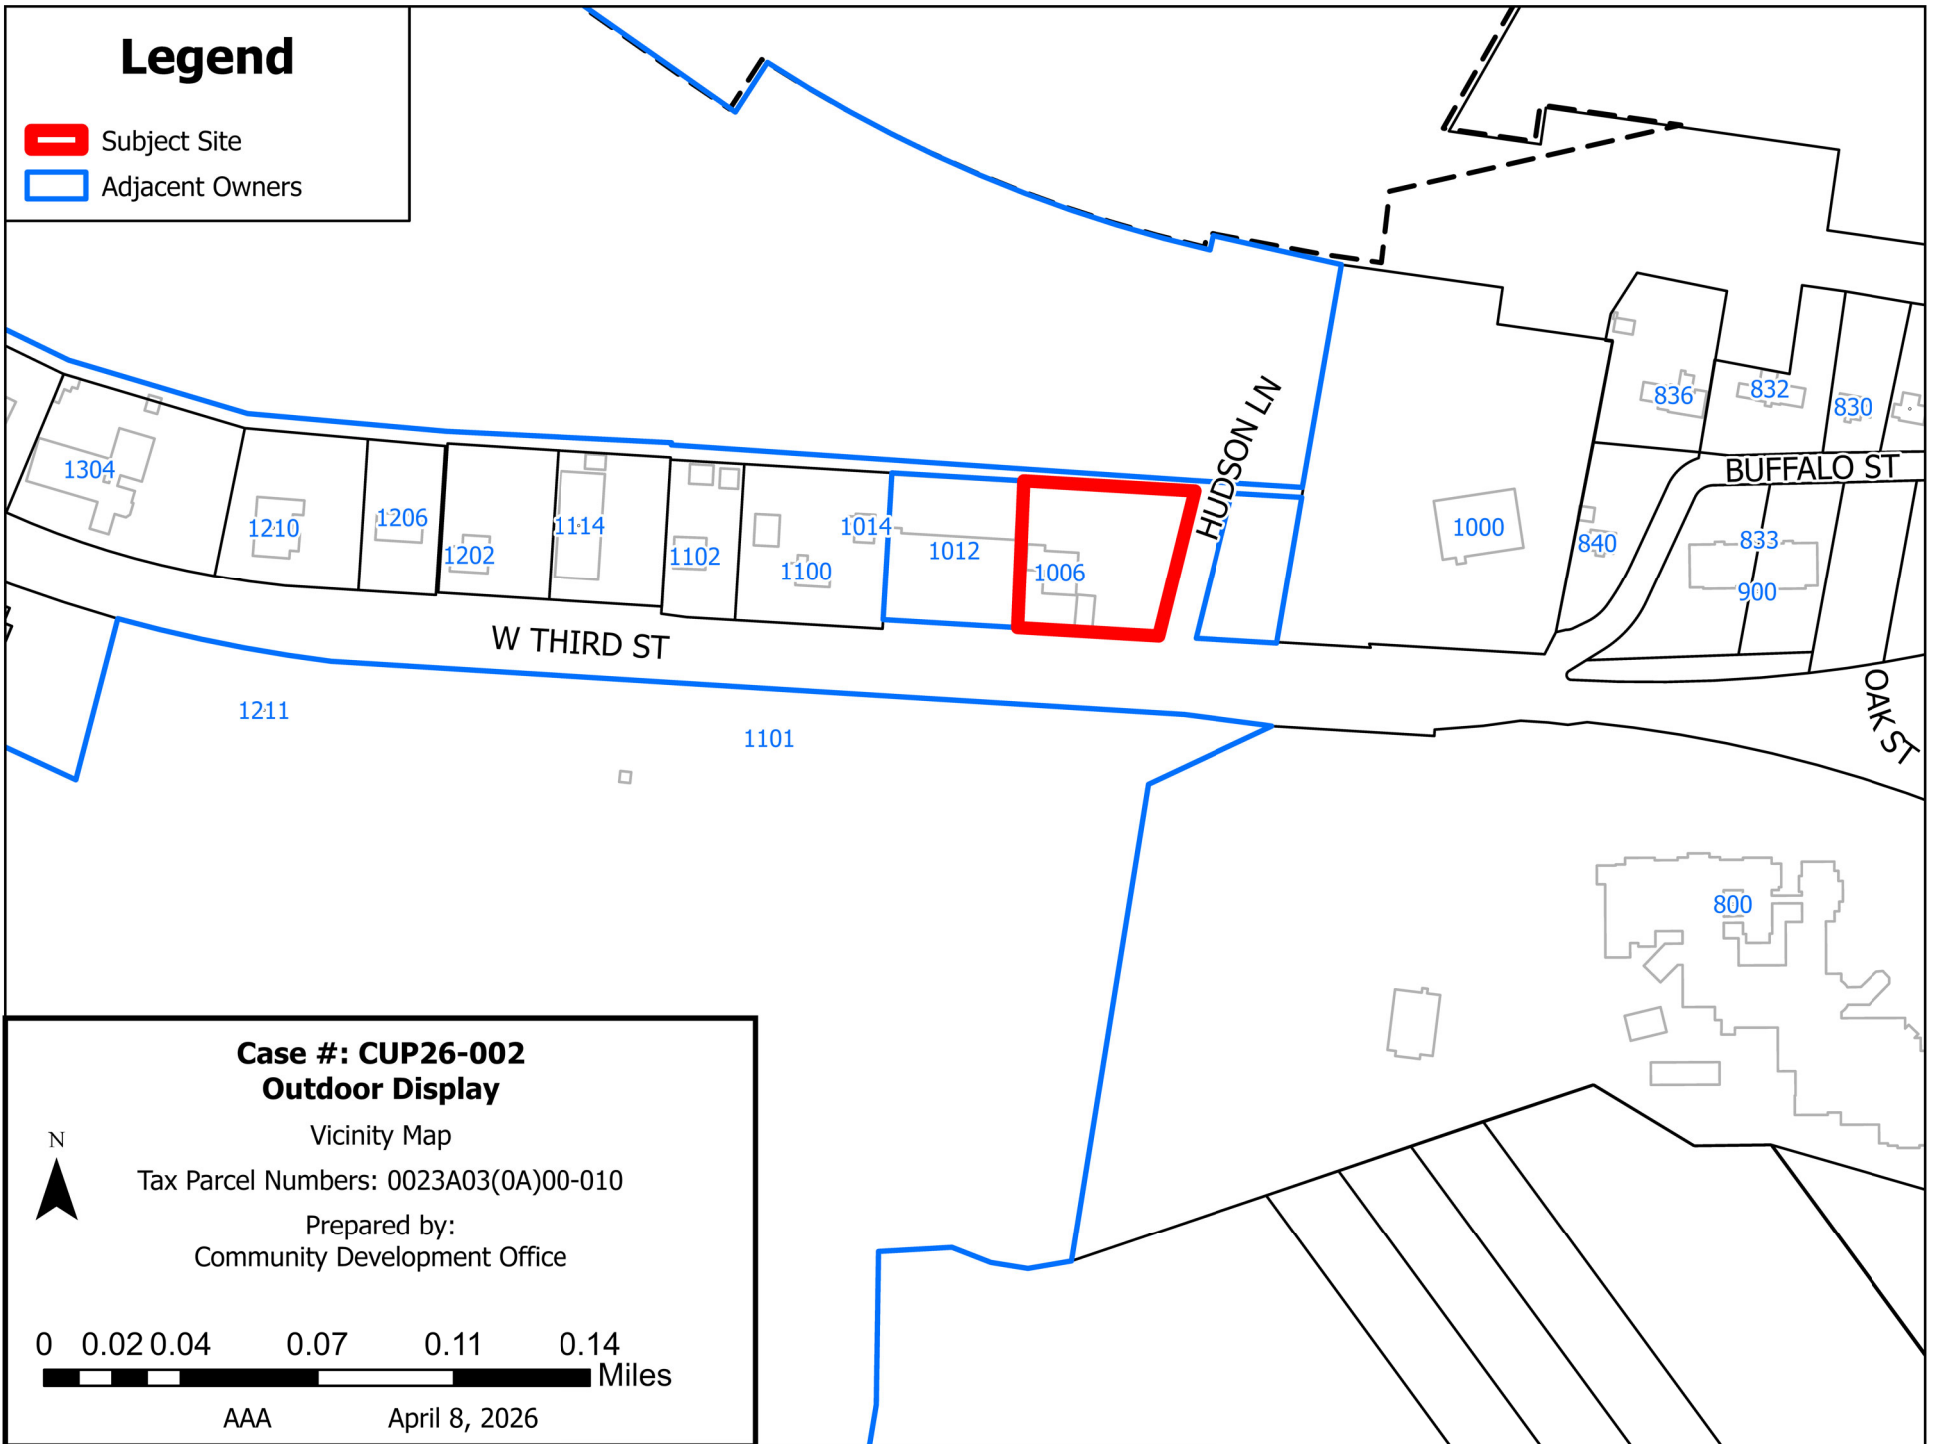 Legend
Subject Site
Adjacent Owners
HUDSON LN
836
832
830
BUFFALO ST
1304
1210
1206
1202
1114
1102
1014
1100
1012
1006
1000
840
833
900
W THIRD ST
OAK ST
1211
1101
800
Case #: CUP26-002
Outdoor Display
Vicinity Map
N
Tax Parcel Numbers: 0023A03(0A)00-010
Prepared by:
Community Development Office
0 0.02 0.04 0.07 0.11 0.14
Miles
AAA April 8, 2026